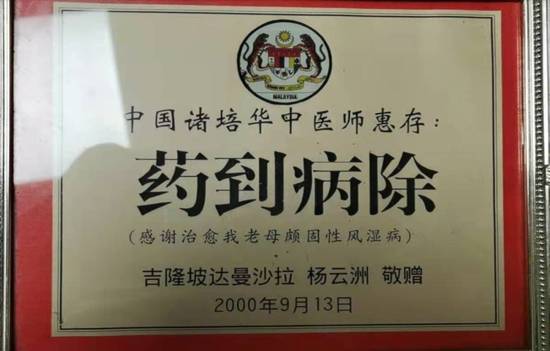 MALAYSIA
中国诸培华中医师惠存：
药到病除
(感谢治愈我老母颇固性风湿病)
吉隆坡达曼沙拉 杨云洲 敬赠
2000年9月13日